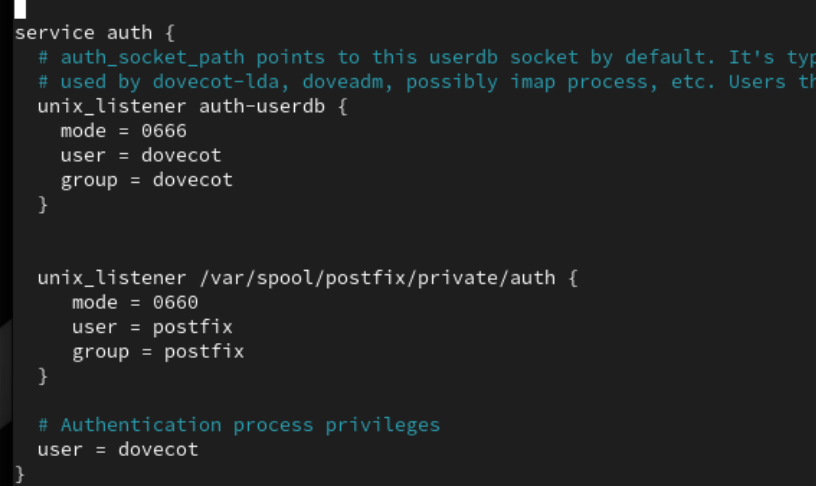 service auth {
  # auth_socket_path points to this userdb socket by default. It's
  # used by dovecot-lda, doveadm, possibly imap process, etc. Users
  unix_listener auth-userdb {
    mode = 0666
    user = dovecot
    group = dovecot
  }
  unix_listener /var/spool/postfix/private/auth {
     mode = 0660
     user = postfix
     group = postfix
  }
  # Authentication process privileges
  user = dovecot
}